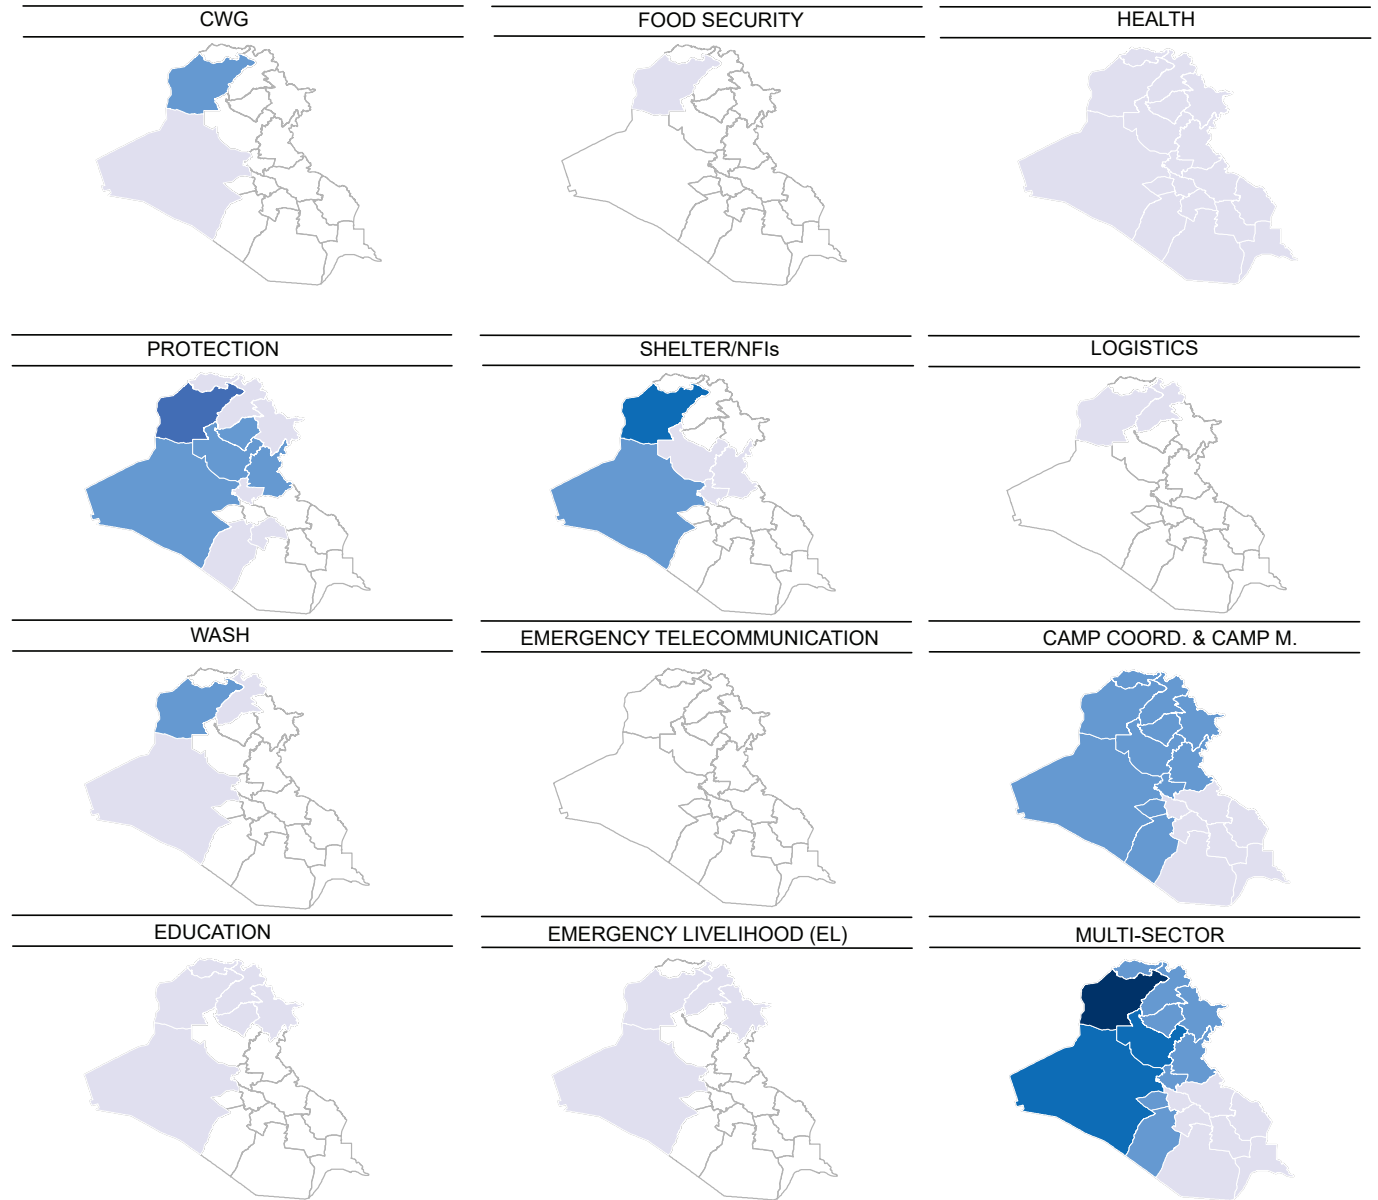 CWG
FOOD SECURITY
HEALTH
PROTECTION
SHELTER/NFIs
LOGISTICS
WASH
EMERGENCY TELECOMMUNICATION
CAMP COORD. & CAMP M.
EDUCATION
EMERGENCY LIVELIHOOD (EL)
MULTI-SECTOR